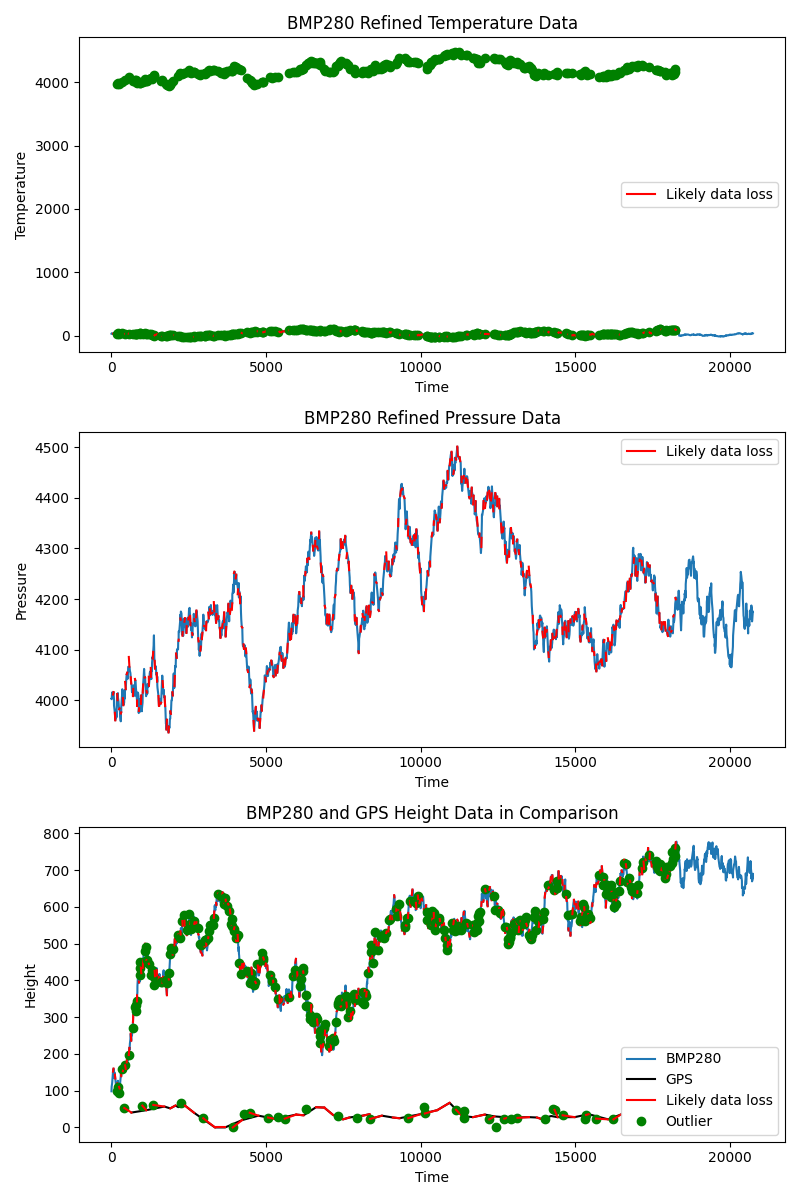 BMP280 Refined Temperature Data
Temperature
4000
3000
2000
1000
0
Likely data loss
0 5000 10000 15000 20000
Time
BMP280 Refined Pressure Data
Pressure
4500
4400
4300
4200
4100
4000
Likely data loss
0 5000 10000 15000 20000
Time
BMP280 and GPS Height Data in Comparison
Height
800
700
600
500
400
300
200
100
0
BMP280
GPS
Likely data loss
Outlier
0 5000 10000 15000 20000
Time